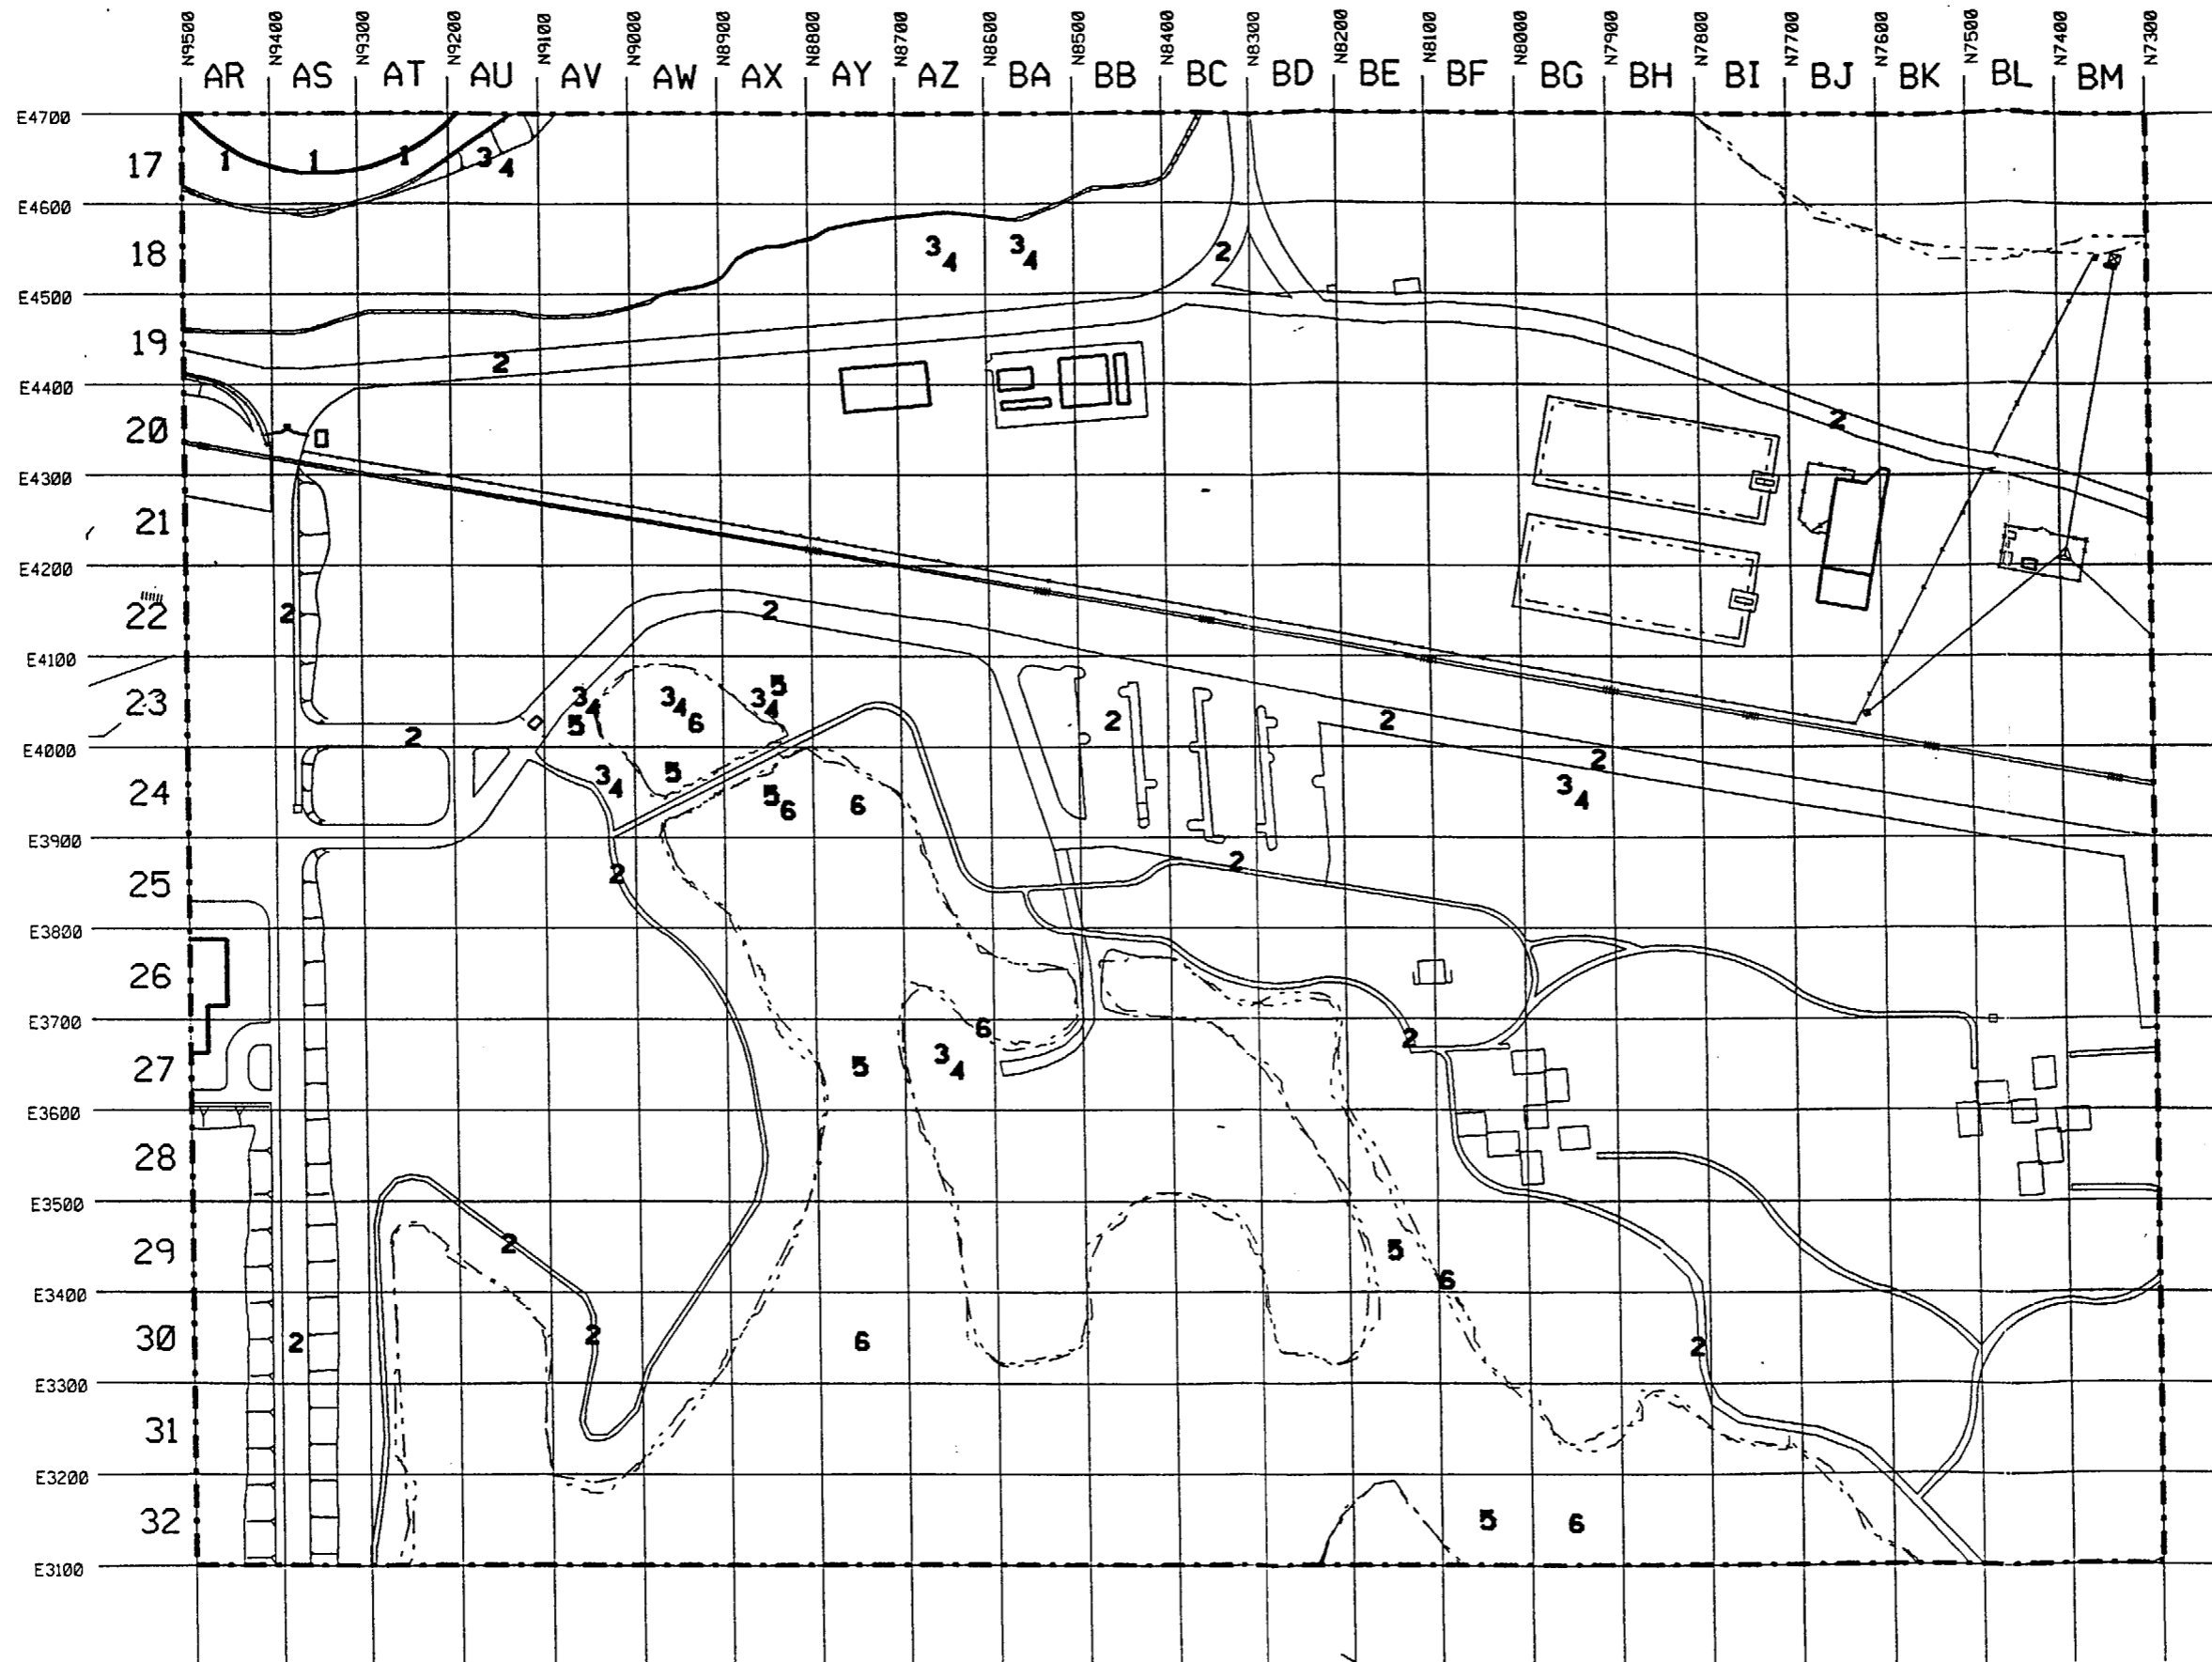 N9500 N9400 N9300 N9200 N9100 N9000 N8900 N8800 N8700 N8600 N8500 N8400 N8300 N8200 N8100 N8000 N7900 N7800 N7700 N7600 N7500 N7400 N7300
AR AS AT AU AV AW AX AY AZ BA BB BC BD BE BF BG BH BI BJ BK BL BM
E4700
17 1 1 1 3 4
E4600
18 3 4 3 4 2
E4500
19 2
E4400
20 2
E4300
21
E4200
22 2 2
E4100
23 3 4 5 3 4 6 3 4 5 2 2
E4000 2
24 3 4 5 5 6 6 2 3 4
E3900
25 2 2
E3800
26
E3700
27 5 3 4 6 2
E3600
28
E3500
29 2 5 6
E3400
30 2 2 6 2
E3300
31
E3200
32 5 6
E3100